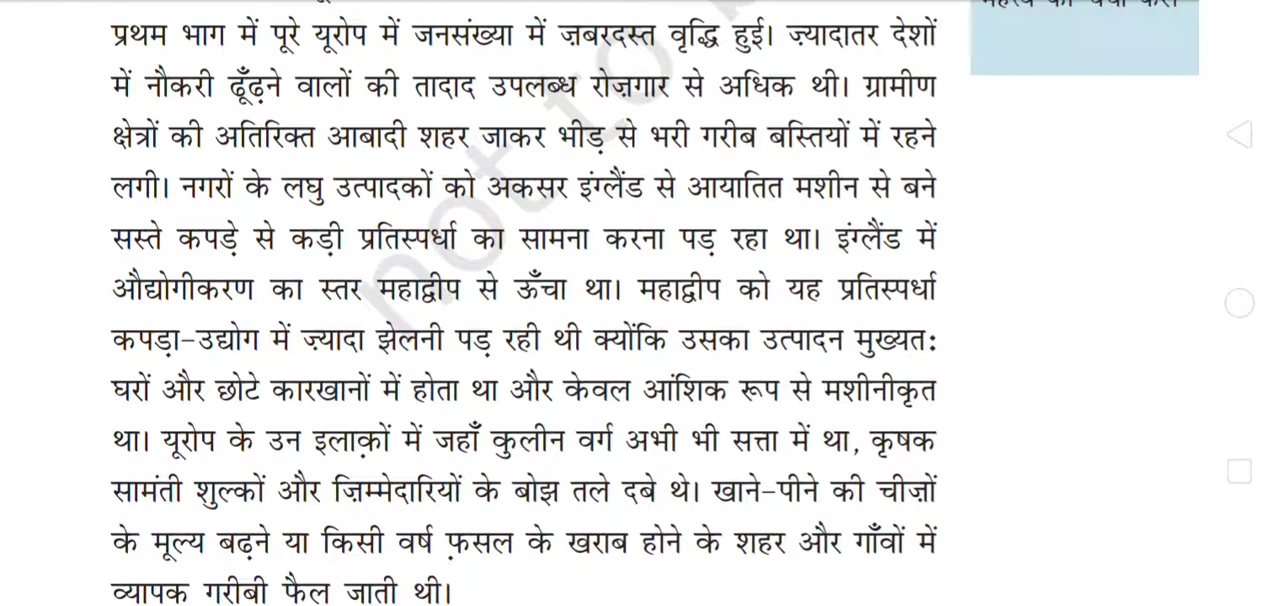 प्रथम भाग में पूरे यूरोप में जनसंख्या में ज़बरदस्त वृद्धि हुई। ज़्यादातर देशों
में नौकरी ढूँढ़ने वालों की तादाद उपलब्ध रोज़गार से अधिक थी। ग्रामीण
क्षेत्रों की अतिरिक्त आबादी शहर जाकर भीड़ से भरी गरीब बस्तियों में रहने
लगी। नगरों के लघु उत्पादकों को अकसर इंग्लैंड से आयातित मशीन से बने
सस्ते कपड़े से कड़ी प्रतिस्पर्धा का सामना करना पड़ रहा था। इंग्लैंड में
औद्योगीकरण का स्तर महाद्वीप से ऊँचा था। महाद्वीप को यह प्रतिस्पर्धा
कपड़ा-उद्योग में ज़्यादा झेलनी पड़ रही थी क्योंकि उसका उत्पादन मुख्यत:
घरों और छोटे कारखानों में होता था और केवल आंशिक रूप से मशीनीकृत
था। यूरोप के उन इलाक़ों में जहाँ कुलीन वर्ग अभी भी सत्ता में था, कृषक
सामंती शुल्कों और ज़िम्मेदारियों के बोझ तले दबे थे। खाने-पीने की चीज़ों
के मूल्य बढ़ने या किसी वर्ष फ़सल के खराब होने के शहर और गाँवों में
व्यापक गरीबी फैल जाती थी।
not to b